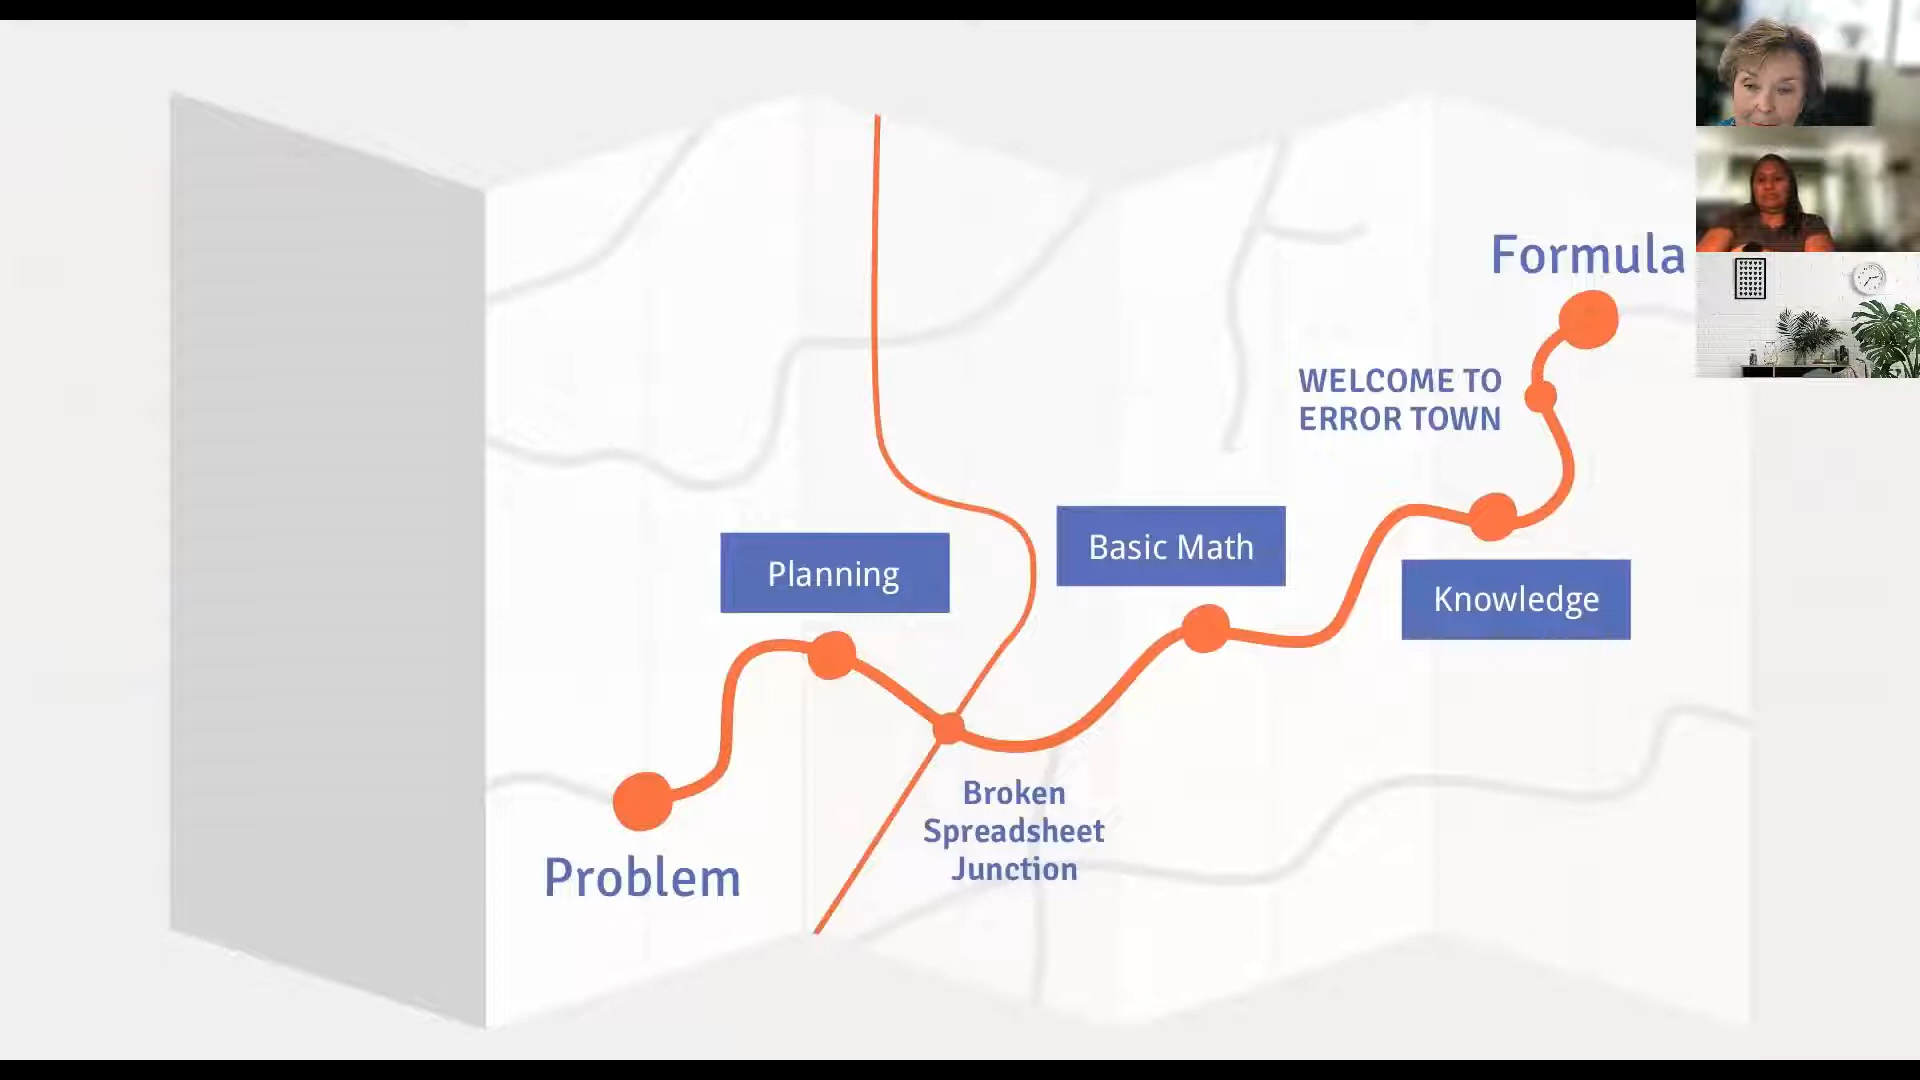 Formula
WELCOME TO
ERROR TOWN
Basic Math
Planning
Knowledge
Broken
Spreadsheet
Junction
Problem